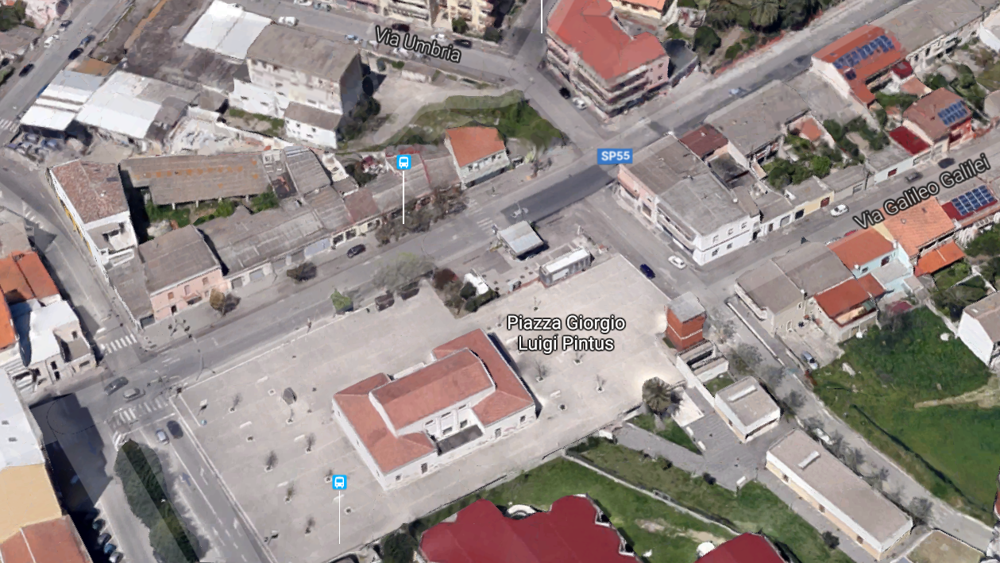 Via Umbria
SP55
Via Galileo Galilei
Piazza Giorgio
Luigi Pintus